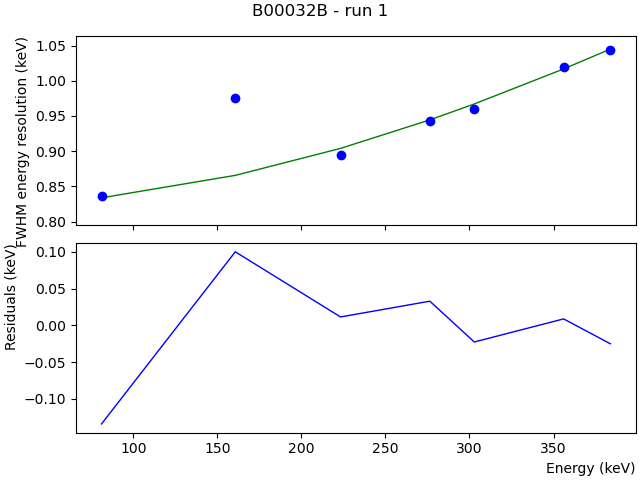 B00032B - run 1
FWHM energy resolution (keV)
1.05
1.00
0.95
0.90
0.85
0.80
Residuals (keV)
0.10
0.05
0.00
−0.05
−0.10
100 150 200 250 300 350
Energy (keV)